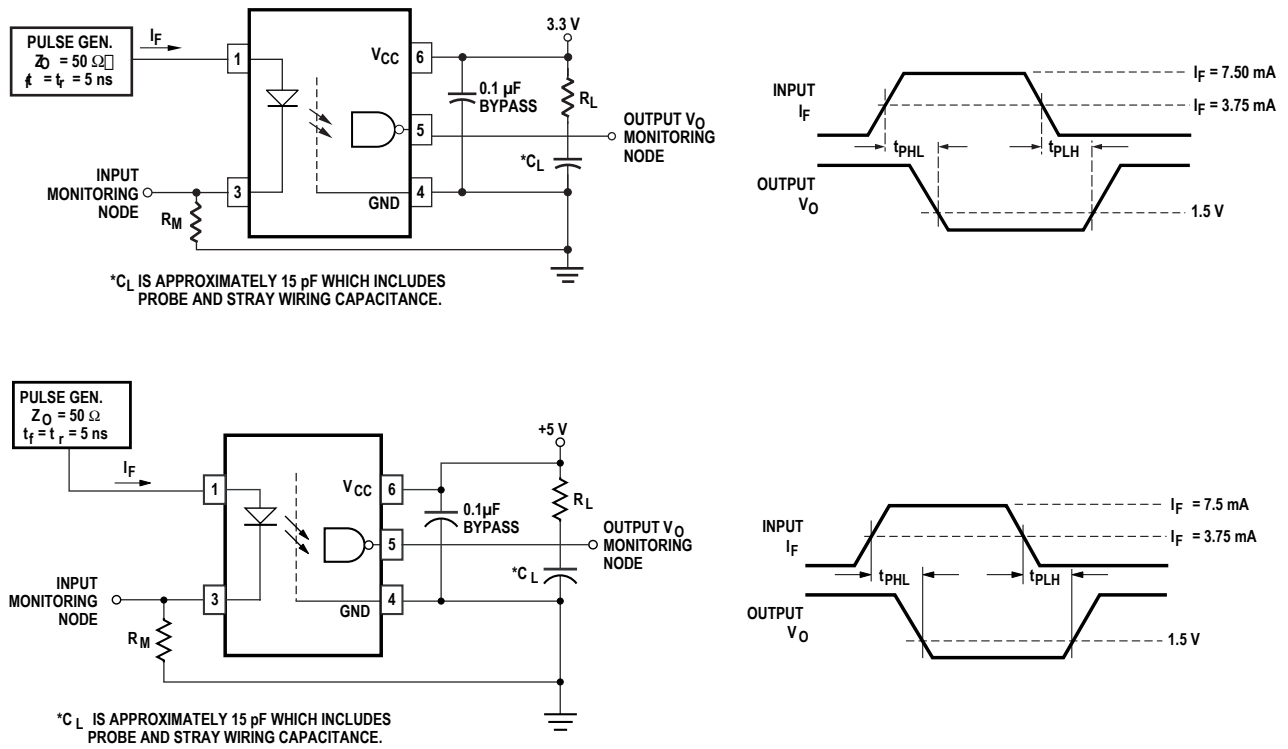 PULSE GEN.
ZO = 50 Ω
tf = tr = 5 ns
IF
1
VCC
6
3.3 V
0.1 µF
BYPASS
RL
5
OUTPUT VO
MONITORING
NODE
*CL
INPUT
MONITORING
NODE
3
RM
GND
4
*CL IS APPROXIMATELY 15 pF WHICH INCLUDES
PROBE AND STRAY WIRING CAPACITANCE.
INPUT
IF
IF = 7.50 mA
IF = 3.75 mA
tPHL
tPLH
OUTPUT
VO
1.5 V
PULSE GEN.
ZO = 50 Ω
tf = tr = 5 ns
IF
1
VCC
6
+5 V
0.1µF
BYPASS
RL
5
OUTPUT VO
MONITORING
NODE
*CL
INPUT
MONITORING
NODE
3
RM
GND
4
*CL IS APPROXIMATELY 15 pF WHICH INCLUDES
PROBE AND STRAY WIRING CAPACITANCE.
INPUT
IF
IF = 7.5 mA
IF = 3.75 mA
tPHL
tPLH
OUTPUT
VO
1.5 V